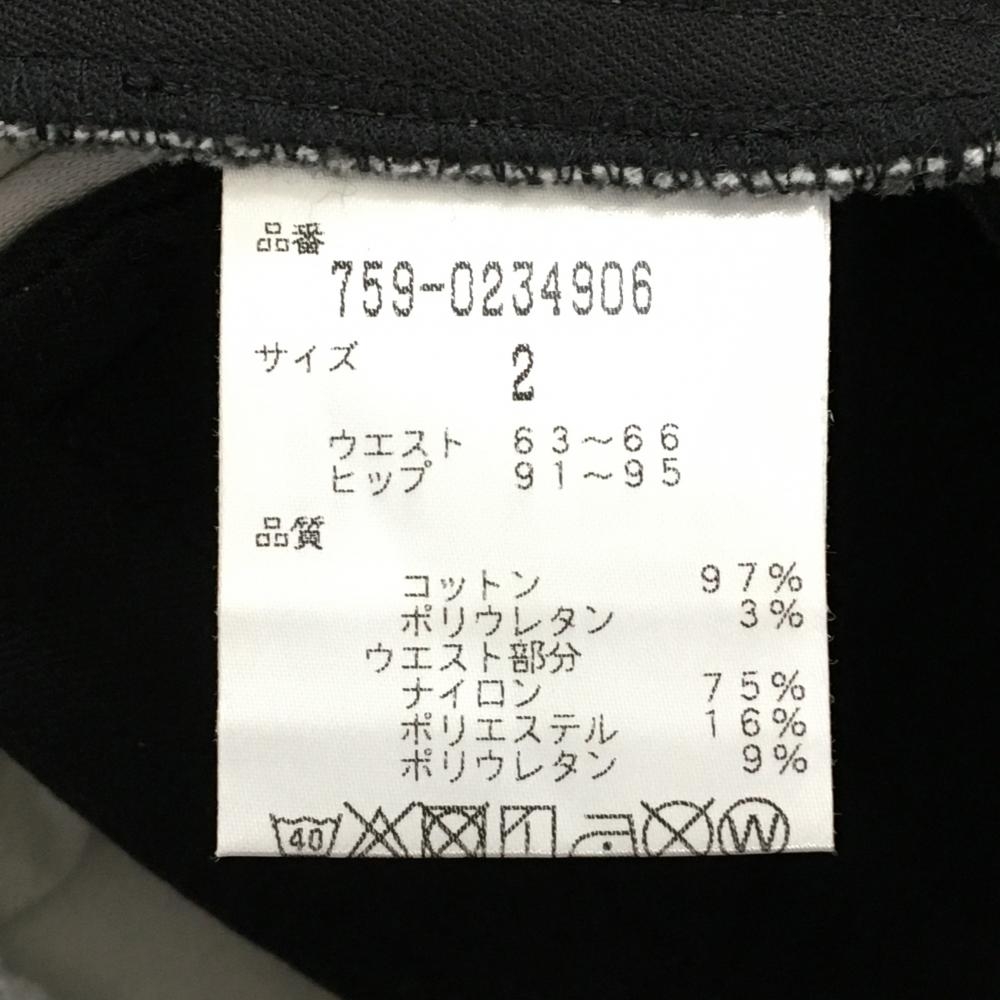 品番
759-0234906
サイズ 2
ウエスト 63~66
ヒップ 91~95
品質
コットン 97%
ポリウレタン 3%
ウエスト部分
ナイロン 75%
ポリエステル 16%
ポリウレタン 9%
40 W